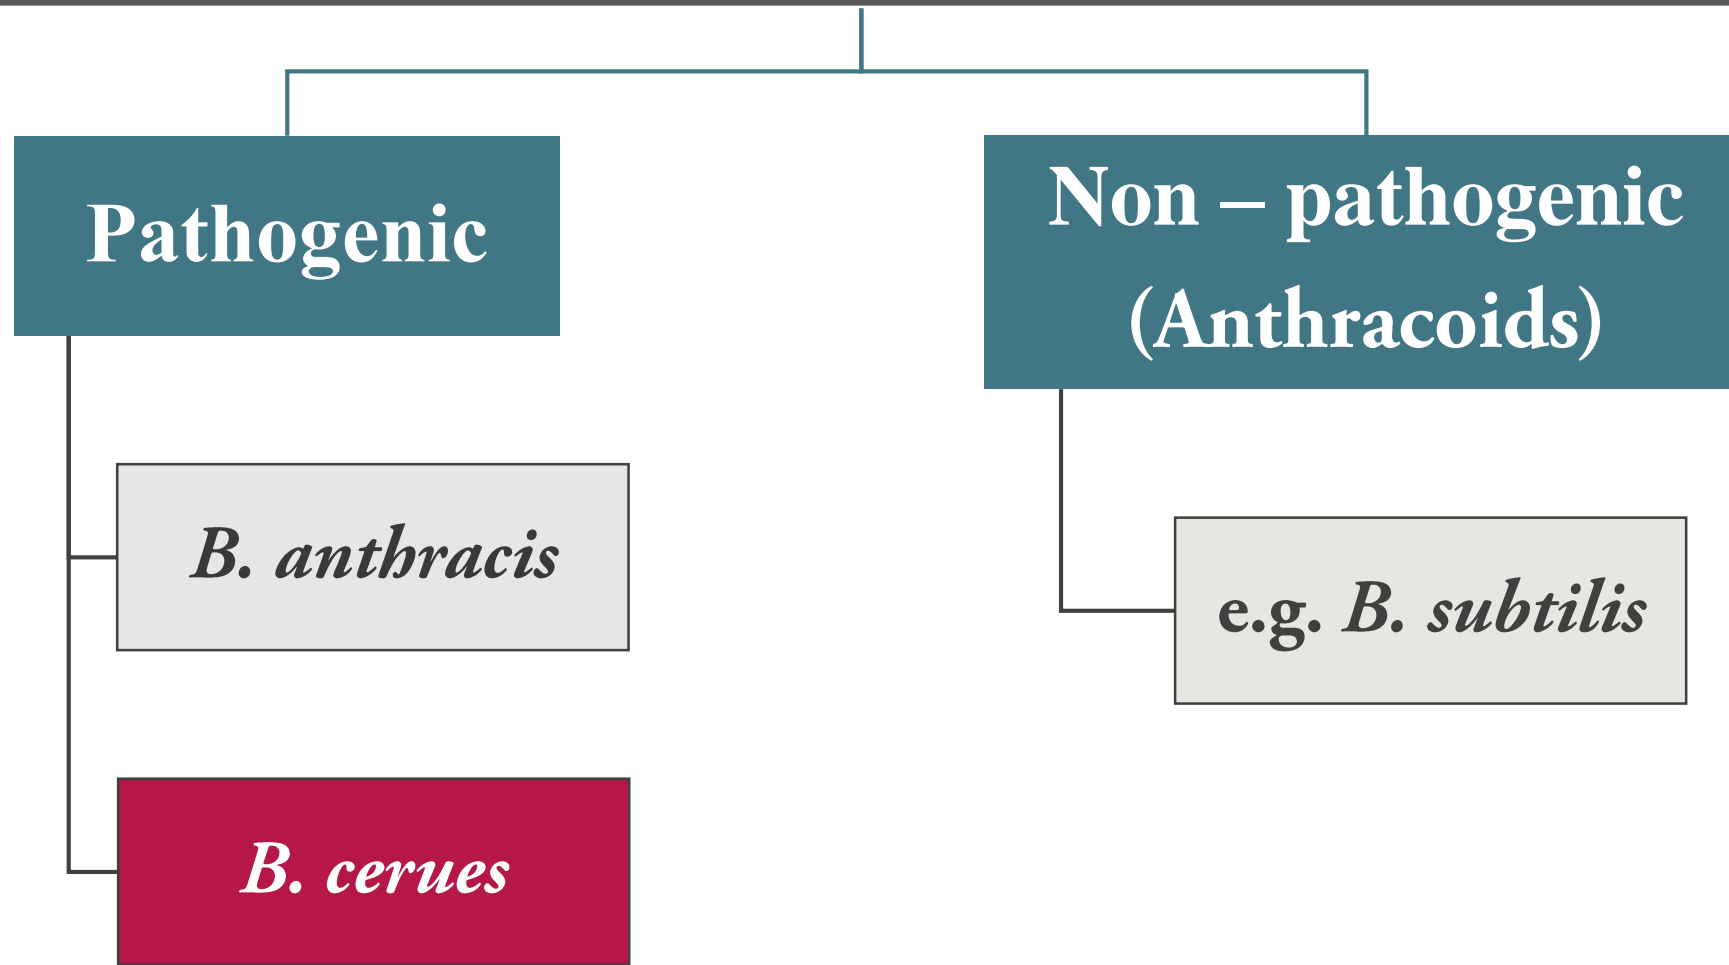 Pathogenic
Non – pathogenic
(Anthracoids)
B. anthracis
e.g. B. subtilis
B. cerues